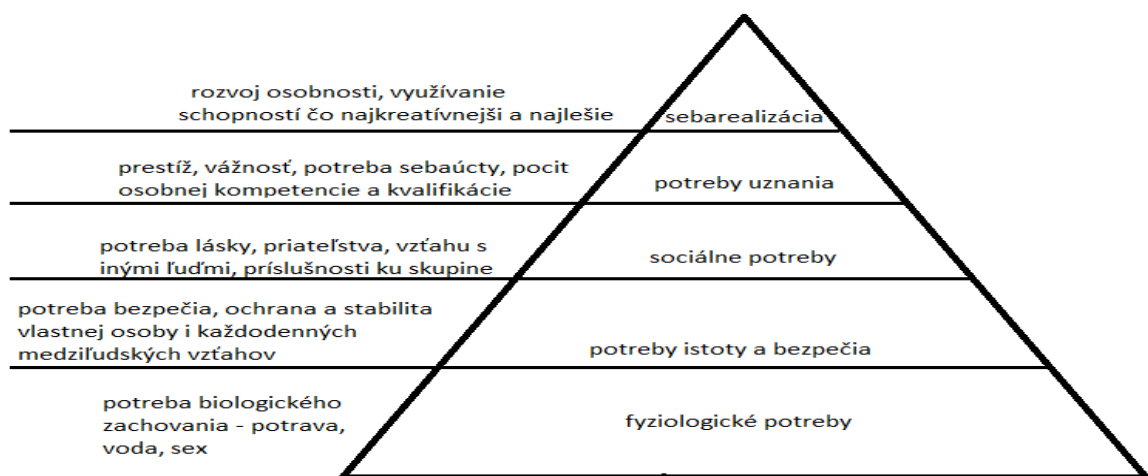 rozvoj osobnosti, využívanie
schopností čo najkreatívnejši a najlešie
sebarealizácia
prestíž, vážnosť, potreba sebaúcty, pocit
osobnej kompetencie a kvalifikácie
potreby uznania
potreba lásky, priateľstva, vzťahu s
inými ľuďmi, príslušnosti ku skupine
sociálne potreby
potreba bezpečia, ochrana a stabilita
vlastnej osoby i každodenných
medziľudských vzťahov
potreby istoty a bezpečia
potreba biologického
zachovania - potrava,
voda, sex
fyziologické potreby